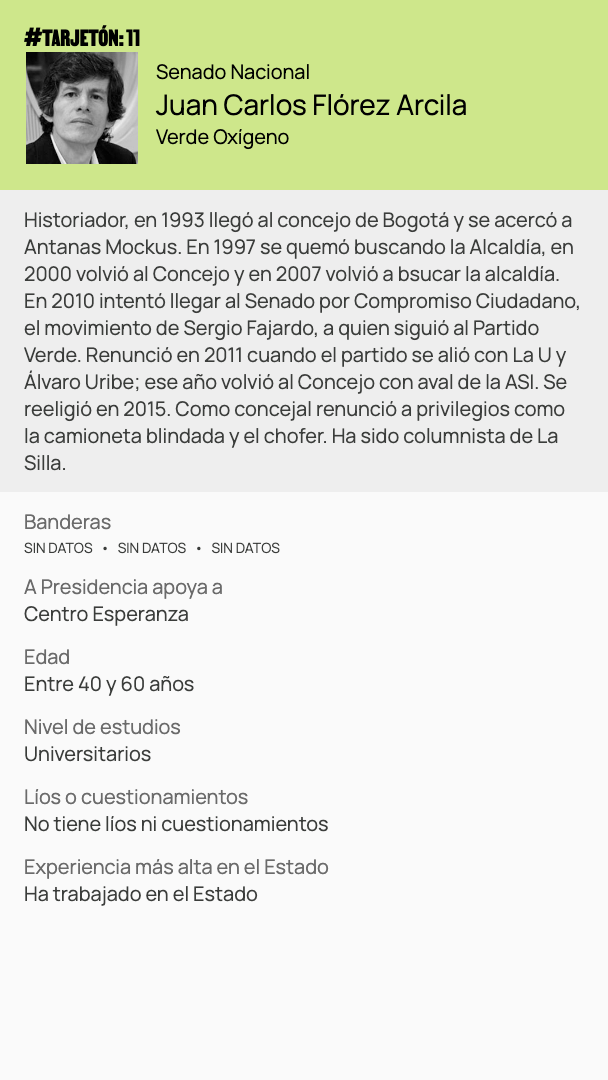 #TARJETÓN: 11
Senado Nacional
Juan Carlos Flórez Arcila
Verde Oxígeno
Historiador, en 1993 llegó al concejo de Bogotá y se acercó a
Antanas Mockus. En 1997 se quemó buscando la Alcaldía, en
2000 volvió al Concejo y en 2007 volvió a bsucar la alcaldía.
En 2010 intentó llegar al Senado por Compromiso Ciudadano,
el movimiento de Sergio Fajardo, a quien siguió al Partido
Verde. Renunció en 2011 cuando el partido se alió con La U y
Álvaro Uribe; ese año volvió al Concejo con aval de la ASI. Se
reeligió en 2015. Como concejal renunció a privilegios como
la camioneta blindada y el chofer. Ha sido columnista de La
Silla.
Banderas
SIN DATOS • SIN DATOS • SIN DATOS
A Presidencia apoya a
Centro Esperanza
Edad
Entre 40 y 60 años
Nivel de estudios
Universitarios
Líos o cuestionamientos
No tiene líos ni cuestionamientos
Experiencia más alta en el Estado
Ha trabajado en el Estado